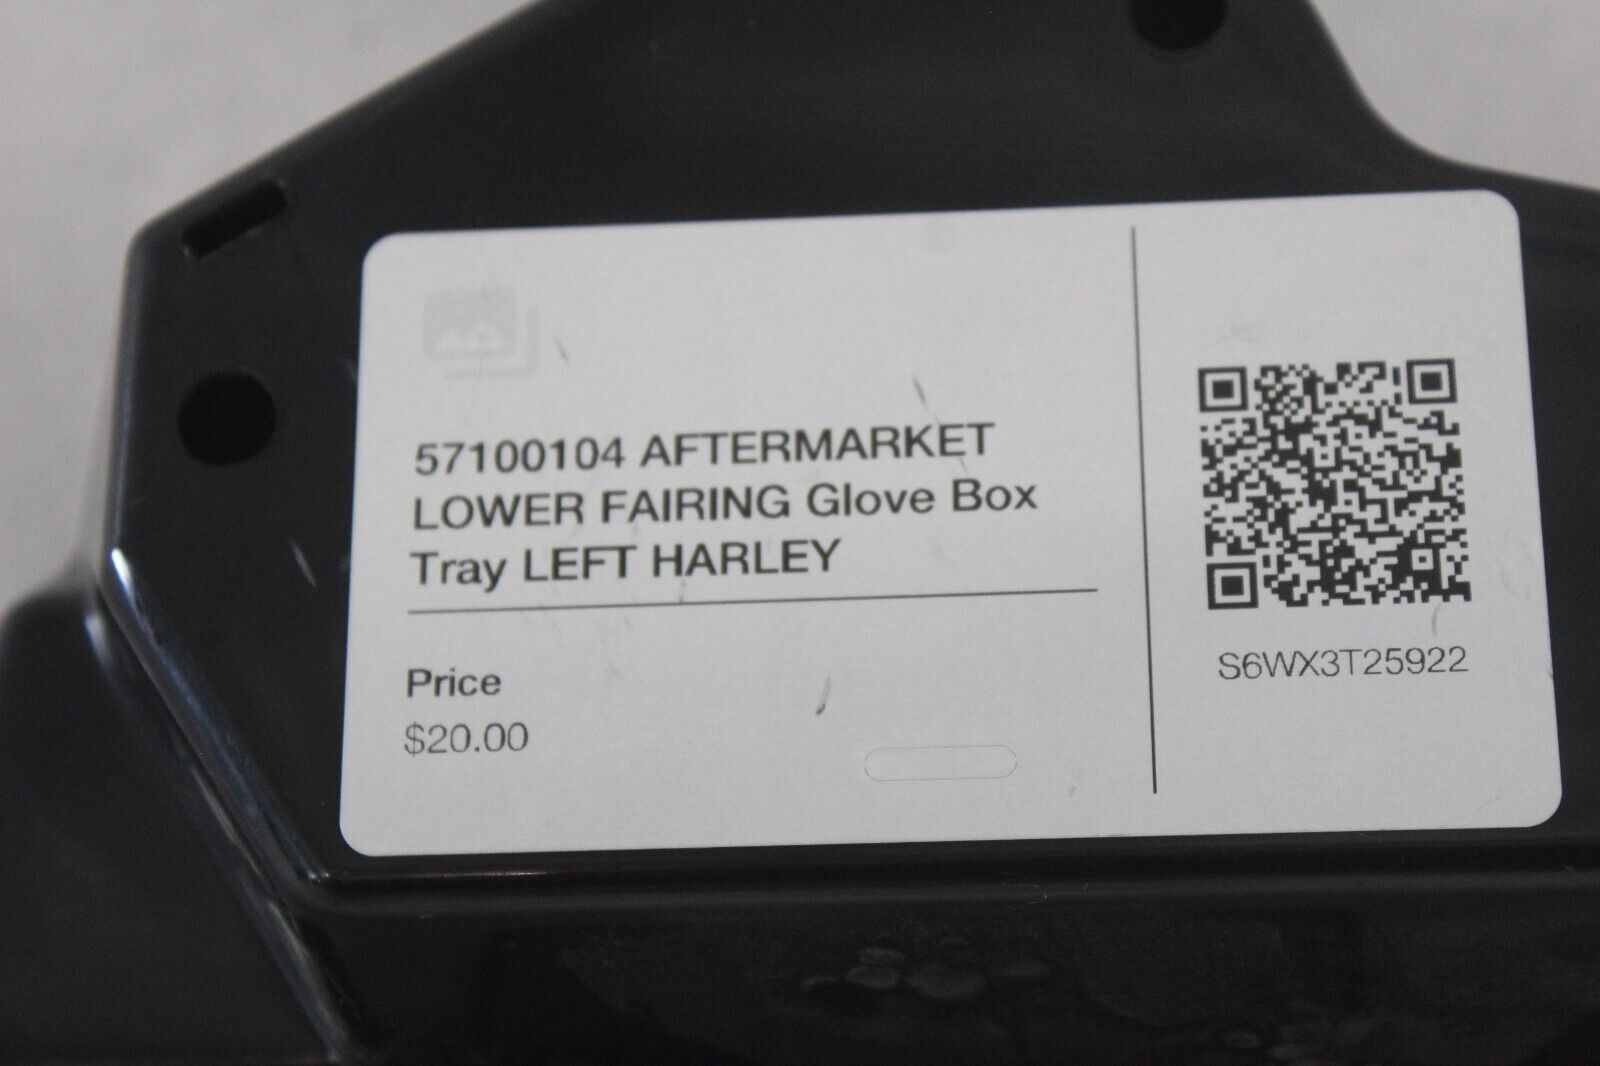 57100104 AFTERMARKET
LOWER FAIRING Glove Box
Tray LEFT HARLEY
Price
$20.00
S6WX3T25922